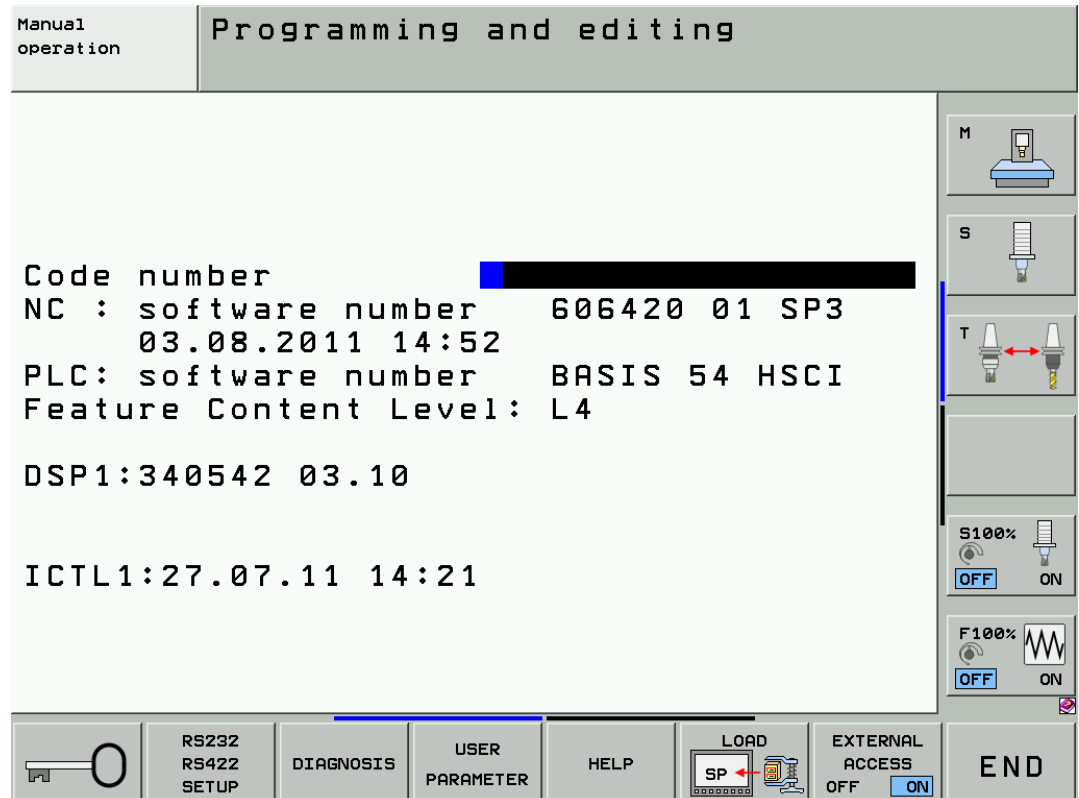 Manual
operation
Programming and editing
M
S
Code number
NC : software number 606420 01 SP3
03.08.2011 14:52
T
PLC: software number BASIS 54 HSCI
Feature Content Level: L4
DSP1:340542 03.10
S100%
OFF ON
ICTL1:27.07.11 14:21
F100%
OFF ON
RS232
RS422
SETUP
DIAGNOSIS
USER
PARAMETER
HELP
LOAD
SP
EXTERNAL
ACCESS
OFF ON
END